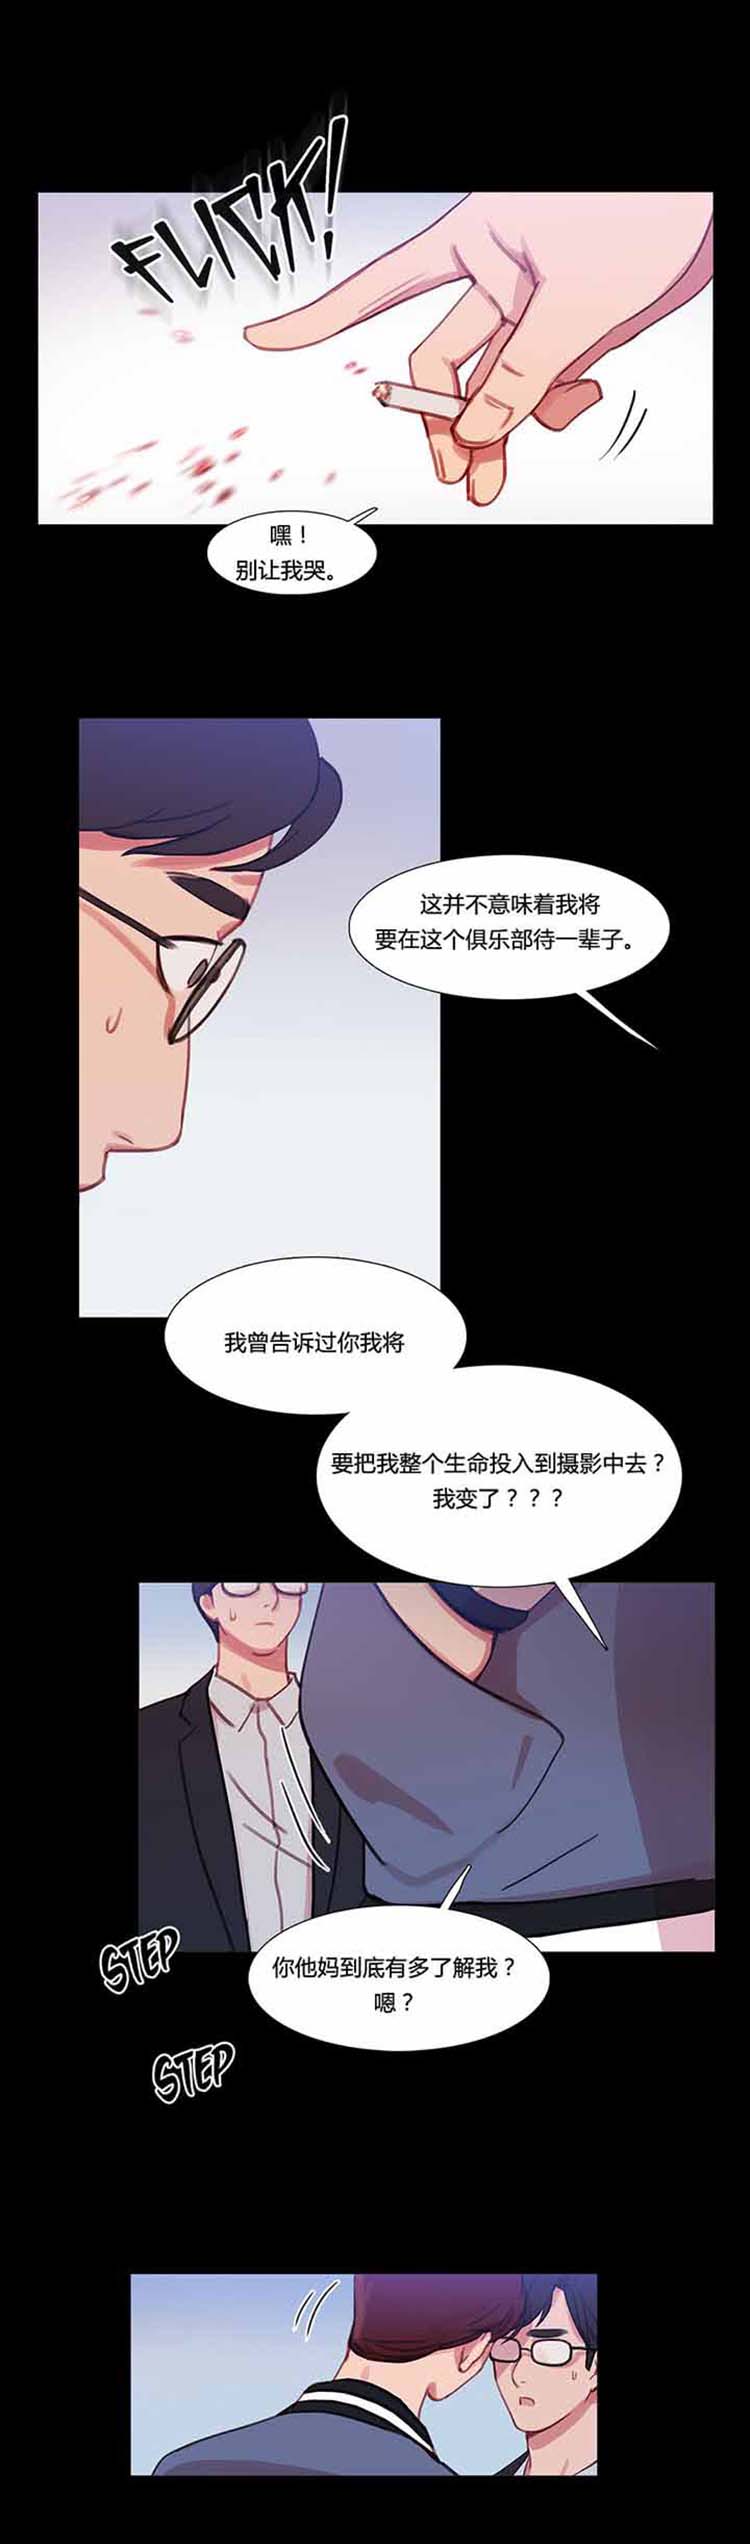 FLICK!
嘿！
别让我哭。
这并不意味着我将
要在这个俱乐部待一辈子。
我曾告诉过你我将
要把我整个生命投入到摄影中去？
我变了？？？
STEP
你他妈到底有多了解我？
嗯？
STEP